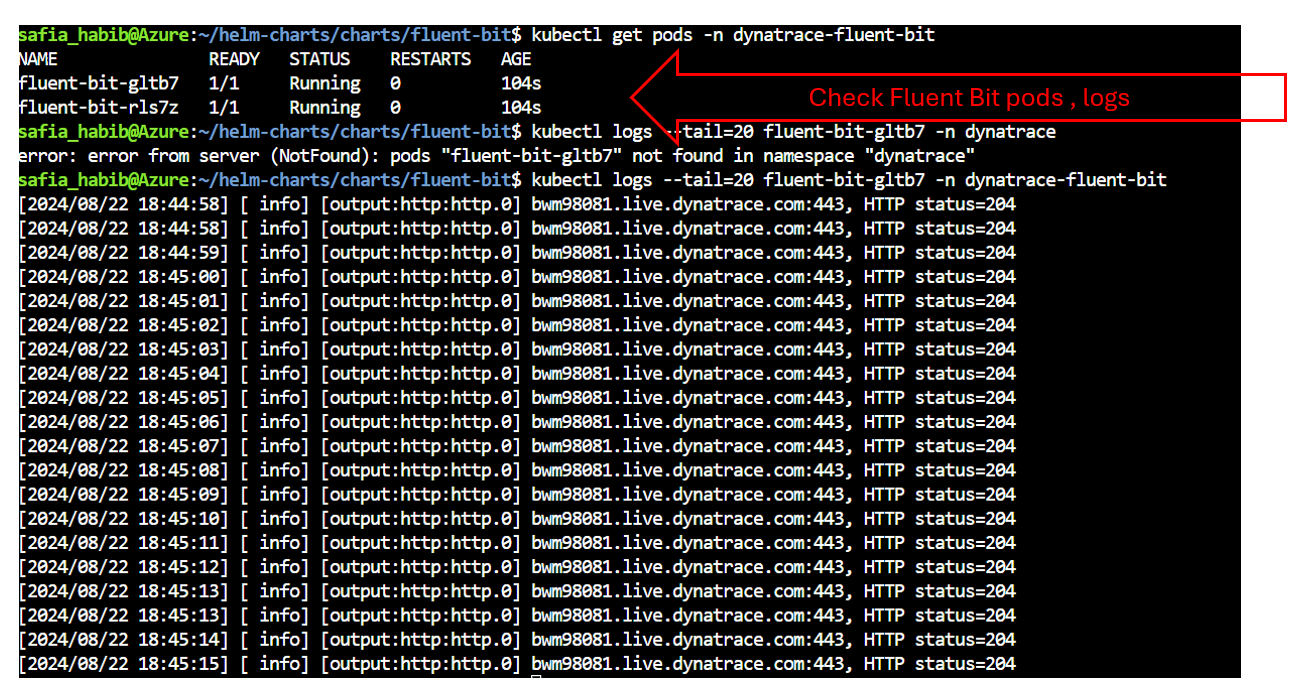 safia_habib@Azure:~/helm-charts/charts/fluent-bit$ kubectl get pods -n dynatrace-fluent-bit
NAME READY STATUS RESTARTS AGE
fluent-bit-gltb7 1/1 Running 0 104s
Check Fluent Bit pods , logs
fluent-bit-rls7z 1/1 Running 0 104s
safia_habib@Azure:~/helm-charts/charts/fluent-bit$ kubectl logs --tail=20 fluent-bit-gltb7 -n dynatrace
error: error from server (NotFound): pods "fluent-bit-gltb7" not found in namespace "dynatrace"
safia_habib@Azure:~/helm-charts/charts/fluent-bit$ kubectl logs --tail=20 fluent-bit-gltb7 -n dynatrace-fluent-bit
[2024/08/22 18:44:58] [ info] [output:http:http.0] bwm98081.live.dynatrace.com:443, HTTP status=204
[2024/08/22 18:44:58] [ info] [output:http:http.0] bwm98081.live.dynatrace.com:443, HTTP status=204
[2024/08/22 18:44:59] [ info] [output:http:http.0] bwm98081.live.dynatrace.com:443, HTTP status=204
[2024/08/22 18:45:00] [ info] [output:http:http.0] bwm98081.live.dynatrace.com:443, HTTP status=204
[2024/08/22 18:45:01] [ info] [output:http:http.0] bwm98081.live.dynatrace.com:443, HTTP status=204
[2024/08/22 18:45:02] [ info] [output:http:http.0] bwm98081.live.dynatrace.com:443, HTTP status=204
[2024/08/22 18:45:03] [ info] [output:http:http.0] bwm98081.live.dynatrace.com:443, HTTP status=204
[2024/08/22 18:45:04] [ info] [output:http:http.0] bwm98081.live.dynatrace.com:443, HTTP status=204
[2024/08/22 18:45:05] [ info] [output:http:http.0] bwm98081.live.dynatrace.com:443, HTTP status=204
[2024/08/22 18:45:06] [ info] [output:http:http.0] bwm98081.live.dynatrace.com:443, HTTP status=204
[2024/08/22 18:45:07] [ info] [output:http:http.0] bwm98081.live.dynatrace.com:443, HTTP status=204
[2024/08/22 18:45:08] [ info] [output:http:http.0] bwm98081.live.dynatrace.com:443, HTTP status=204
[2024/08/22 18:45:09] [ info] [output:http:http.0] bwm98081.live.dynatrace.com:443, HTTP status=204
[2024/08/22 18:45:10] [ info] [output:http:http.0] bwm98081.live.dynatrace.com:443, HTTP status=204
[2024/08/22 18:45:11] [ info] [output:http:http.0] bwm98081.live.dynatrace.com:443, HTTP status=204
[2024/08/22 18:45:12] [ info] [output:http:http.0] bwm98081.live.dynatrace.com:443, HTTP status=204
[2024/08/22 18:45:13] [ info] [output:http:http.0] bwm98081.live.dynatrace.com:443, HTTP status=204
[2024/08/22 18:45:13] [ info] [output:http:http.0] bwm98081.live.dynatrace.com:443, HTTP status=204
[2024/08/22 18:45:14] [ info] [output:http:http.0] bwm98081.live.dynatrace.com:443, HTTP status=204
[2024/08/22 18:45:15] [ info] [output:http:http.0] bwm98081.live.dynatrace.com:443, HTTP status=204